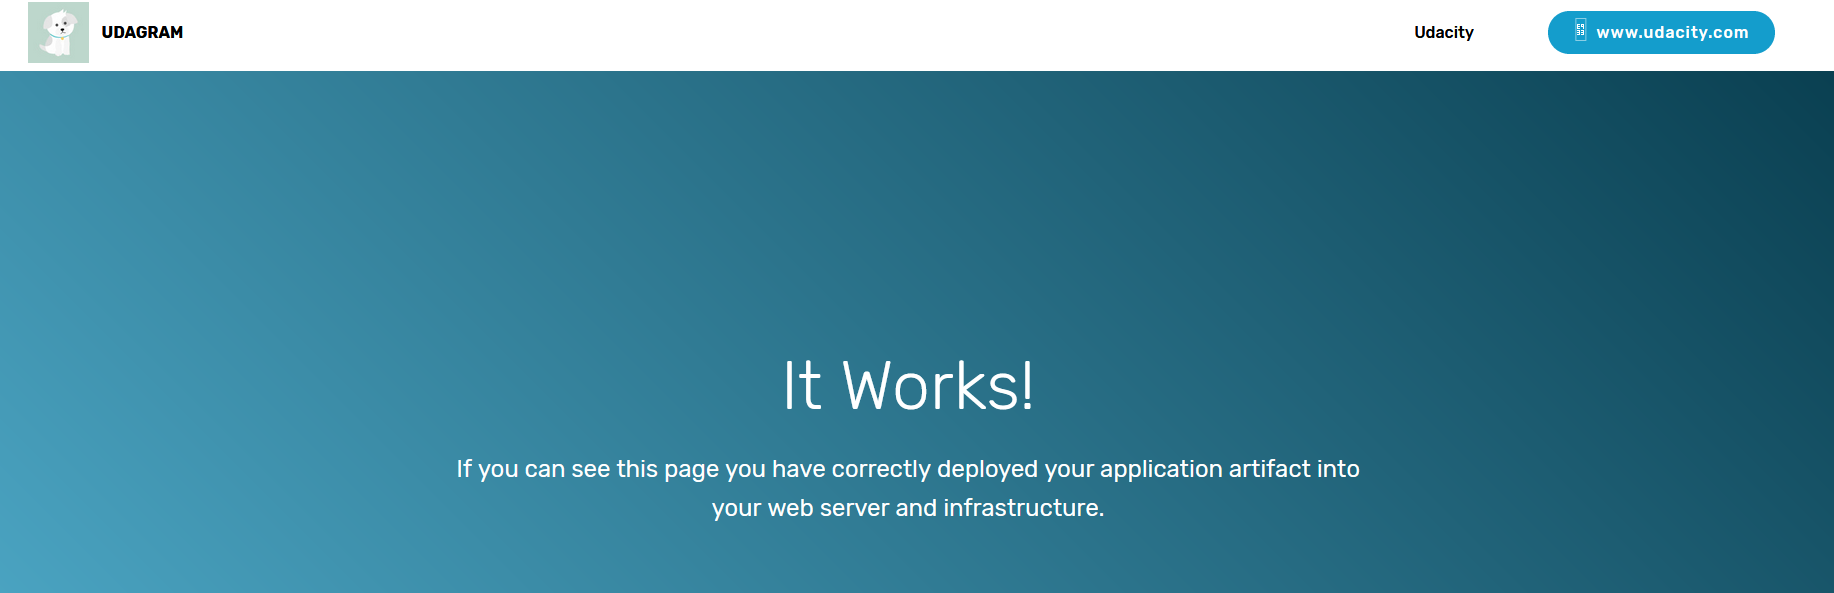 UDAGRAM
Udacity
www.udacity.com
It Works!
If you can see this page you have correctly deployed your application artifact into
your web server and infrastructure.